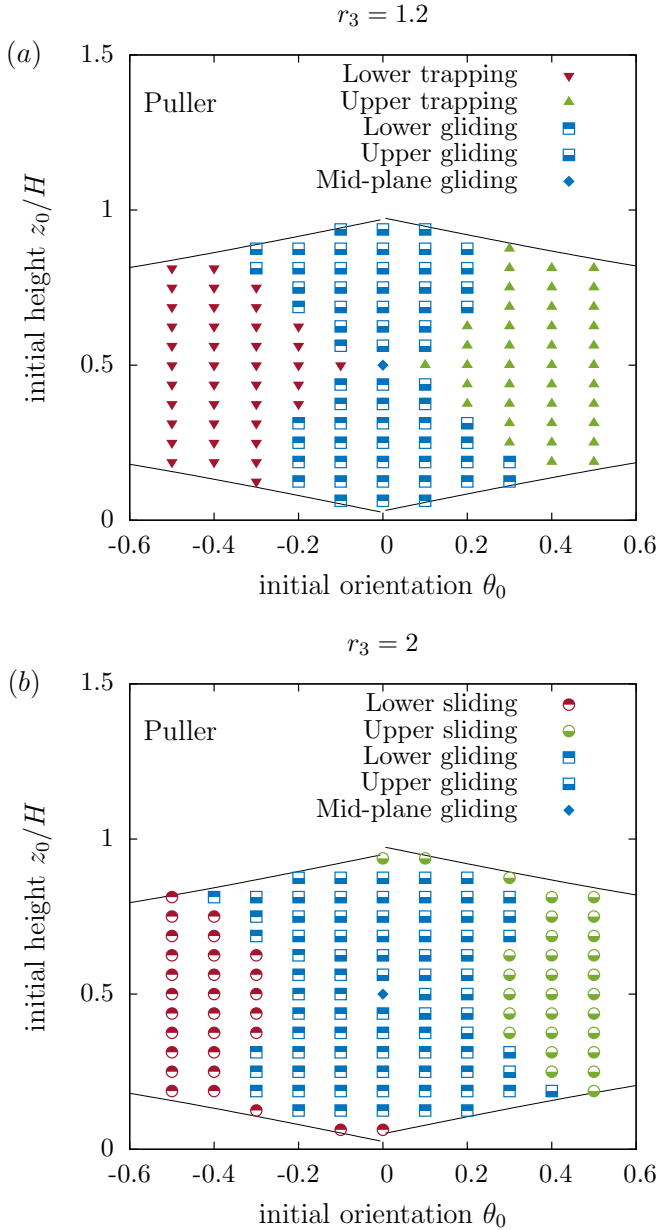 r₃ = 1.2
(a)
1.5
Puller
Lower trapping
Upper trapping
Lower gliding
Upper gliding
Mid-plane gliding
1
0.5
0
initial height z₀/H
-0.6 -0.4 -0.2 0 0.2 0.4 0.6
initial orientation θ₀
r₃ = 2
(b)
1.5
Puller
Lower sliding
Upper sliding
Lower gliding
Upper gliding
Mid-plane gliding
1
0.5
0
initial height z₀/H
-0.6 -0.4 -0.2 0 0.2 0.4 0.6
initial orientation θ₀